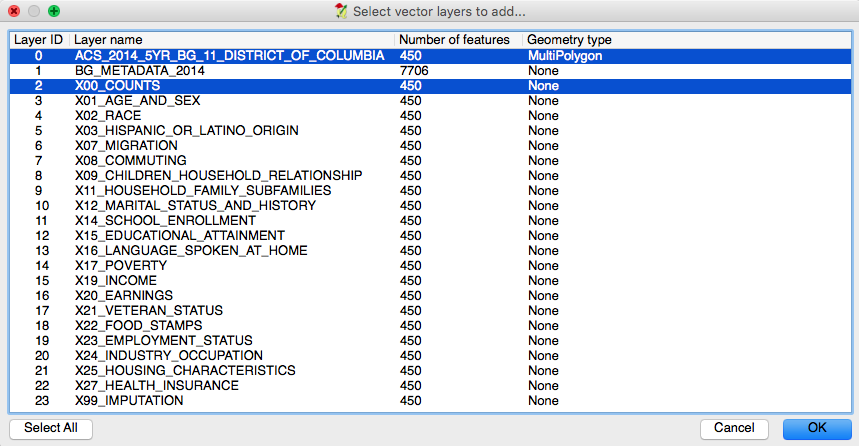 Select vector layers to add...
Layer ID Layer name Number of features Geometry type
0 ACS_2014_5YR_BG_11_DISTRICT_OF_COLUMBIA 450 MultiPolygon
1 BG_METADATA_2014 7706 None
2 X00_COUNTS 450 None
3 X01_AGE_AND_SEX 450 None
4 X02_RACE 450 None
5 X03_HISPANIC_OR_LATINO_ORIGIN 450 None
6 X07_MIGRATION 450 None
7 X08_COMMUTING 450 None
8 X09_CHILDREN_HOUSEHOLD_RELATIONSHIP 450 None
9 X11_HOUSEHOLD_FAMILY_SUBFAMILIES 450 None
10 X12_MARITAL_STATUS_AND_HISTORY 450 None
11 X14_SCHOOL_ENROLLMENT 450 None
12 X15_EDUCATIONAL_ATTAINMENT 450 None
13 X16_LANGUAGE_SPOKEN_AT_HOME 450 None
14 X17_POVERTY 450 None
15 X19_INCOME 450 None
16 X20_EARNINGS 450 None
17 X21_VETERAN_STATUS 450 None
18 X22_FOOD_STAMPS 450 None
19 X23_EMPLOYMENT_STATUS 450 None
20 X24_INDUSTRY_OCCUPATION 450 None
21 X25_HOUSING_CHARACTERISTICS 450 None
22 X27_HEALTH_INSURANCE 450 None
23 X99_IMPUTATION 450 None
Select All Cancel OK